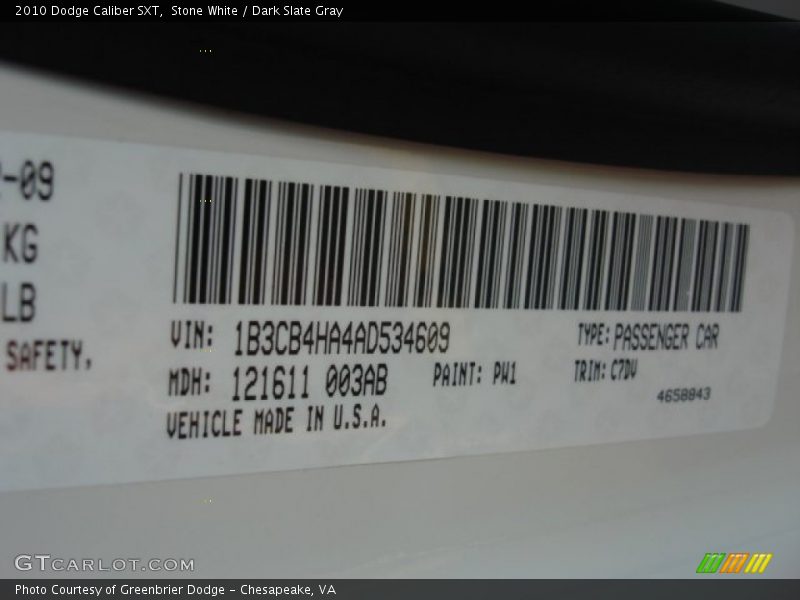 2010 Dodge Caliber SXT,  Stone White / Dark Slate Gray
-09
KG
LB
SAFETY.
VIN: 1B3CB4HA4AD534609
TYPE: PASSENGER CAR
MDH: 121611 003AB
PAINT: PW1
TRIM: C7DV
4658843
VEHICLE MADE IN U.S.A.
GTCARLOT.COM
Photo Courtesy of Greenbrier Dodge - Chesapeake, VA